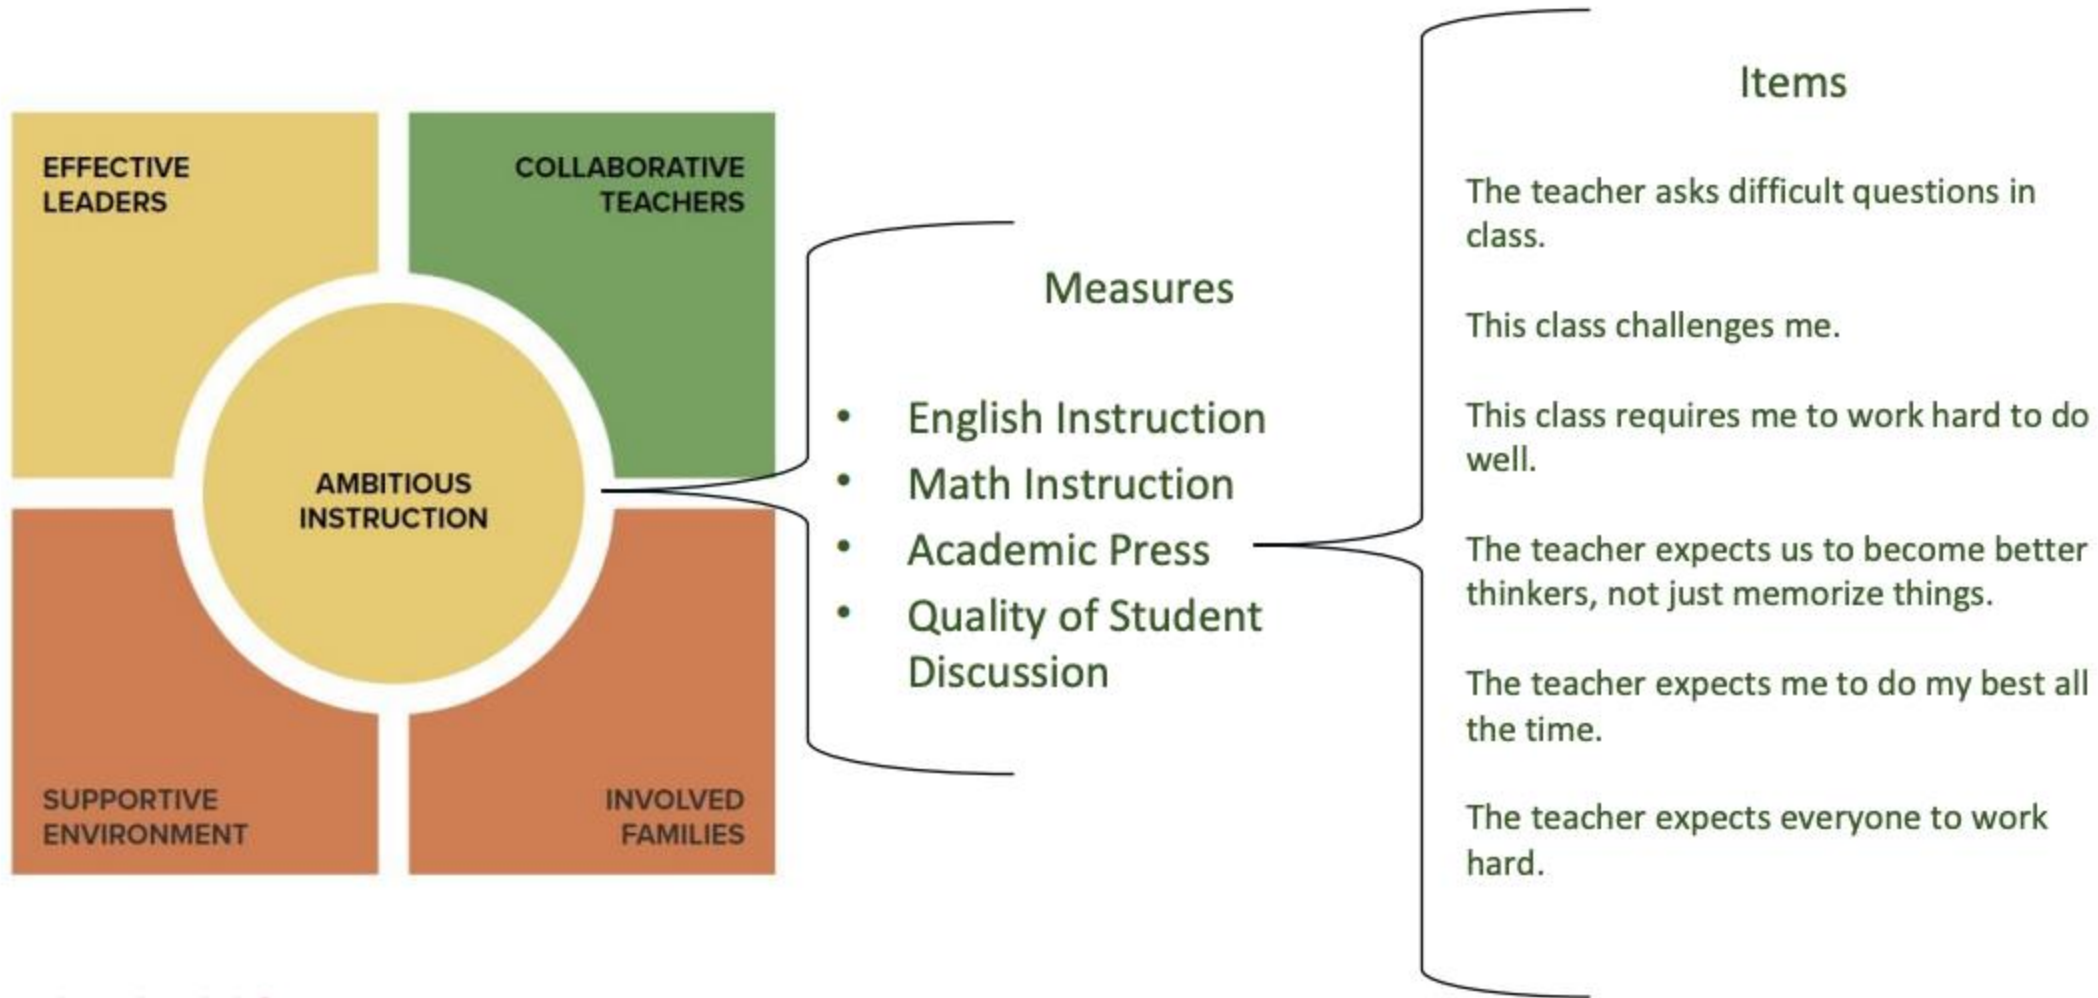 EFFECTIVE
LEADERS
COLLABORATIVE
TEACHERS
AMBITIOUS
INSTRUCTION
SUPPORTIVE
ENVIRONMENT
INVOLVED
FAMILIES
Measures
• English Instruction
• Math Instruction
• Academic Press
• Quality of Student
Discussion
Items
The teacher asks difficult questions in
class.
This class challenges me.
This class requires me to work hard to do
well.
The teacher expects us to become better
thinkers, not just memorize things.
The teacher expects me to do my best all
the time.
The teacher expects everyone to work
hard.